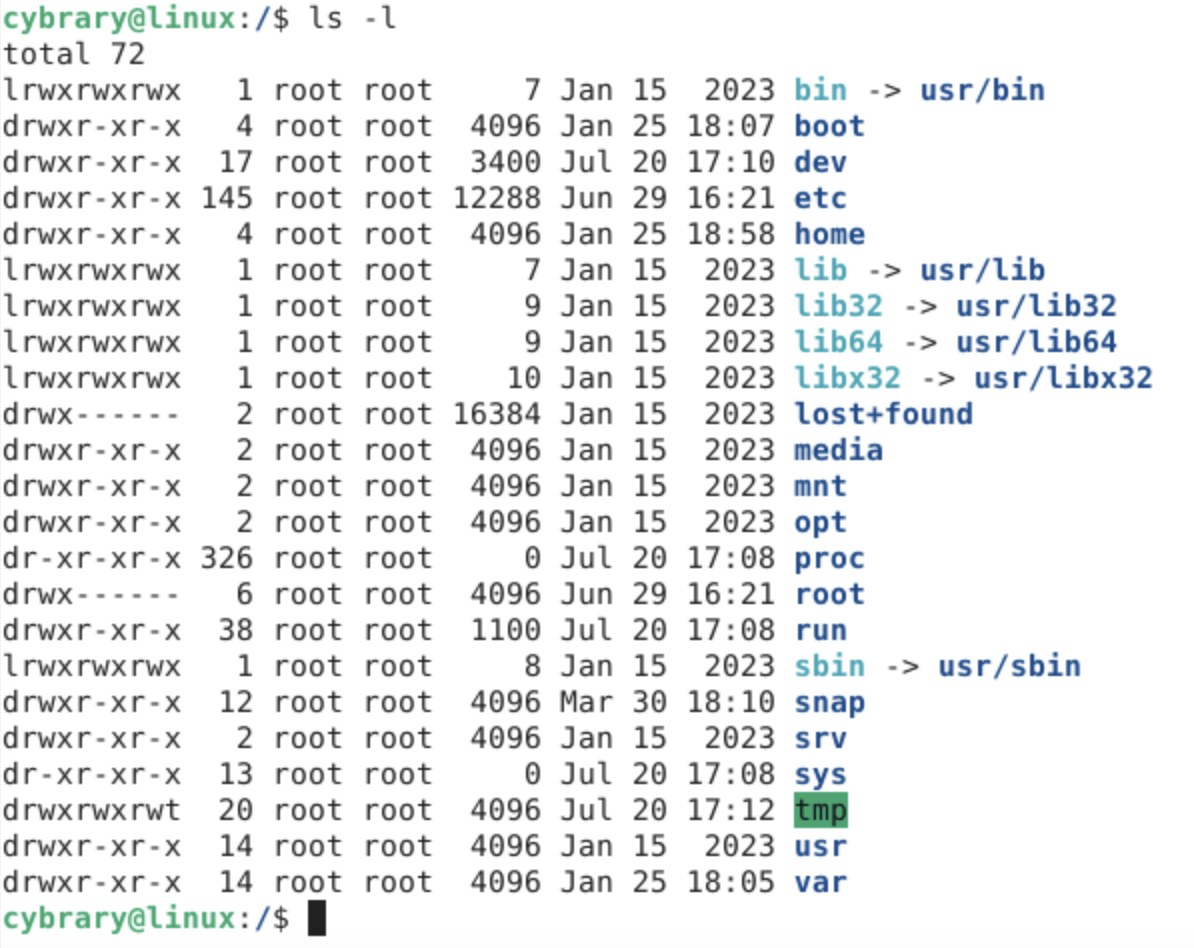 cybrary@linux:/$ ls -l
total 72
lrwxrwxrwx   1 root root     7 Jan 15  2023 bin -> usr/bin
drwxr-xr-x   4 root root  4096 Jan 25 18:07 boot
drwxr-xr-x  17 root root  3400 Jul 20 17:10 dev
drwxr-xr-x 145 root root 12288 Jun 29 16:21 etc
drwxr-xr-x   4 root root  4096 Jan 25 18:58 home
lrwxrwxrwx   1 root root     7 Jan 15  2023 lib -> usr/lib
lrwxrwxrwx   1 root root     9 Jan 15  2023 lib32 -> usr/lib32
lrwxrwxrwx   1 root root     9 Jan 15  2023 lib64 -> usr/lib64
lrwxrwxrwx   1 root root    10 Jan 15  2023 libx32 -> usr/libx32
drwx------   2 root root 16384 Jan 15  2023 lost+found
drwxr-xr-x   2 root root  4096 Jan 15  2023 media
drwxr-xr-x   2 root root  4096 Jan 15  2023 mnt
drwxr-xr-x   2 root root  4096 Jan 15  2023 opt
dr-xr-xr-x 326 root root     0 Jul 20 17:08 proc
drwx------   6 root root  4096 Jun 29 16:21 root
drwxr-xr-x  38 root root  1100 Jul 20 17:08 run
lrwxrwxrwx   1 root root     8 Jan 15  2023 sbin -> usr/sbin
drwxr-xr-x  12 root root  4096 Mar 30 18:10 snap
drwxr-xr-x   2 root root  4096 Jan 15  2023 srv
dr-xr-xr-x  13 root root     0 Jul 20 17:08 sys
drwxrwxrwt  20 root root  4096 Jul 20 17:12 tmp
drwxr-xr-x  14 root root  4096 Jan 15  2023 usr
drwxr-xr-x  14 root root  4096 Jan 25 18:05 var
cybrary@linux:/$